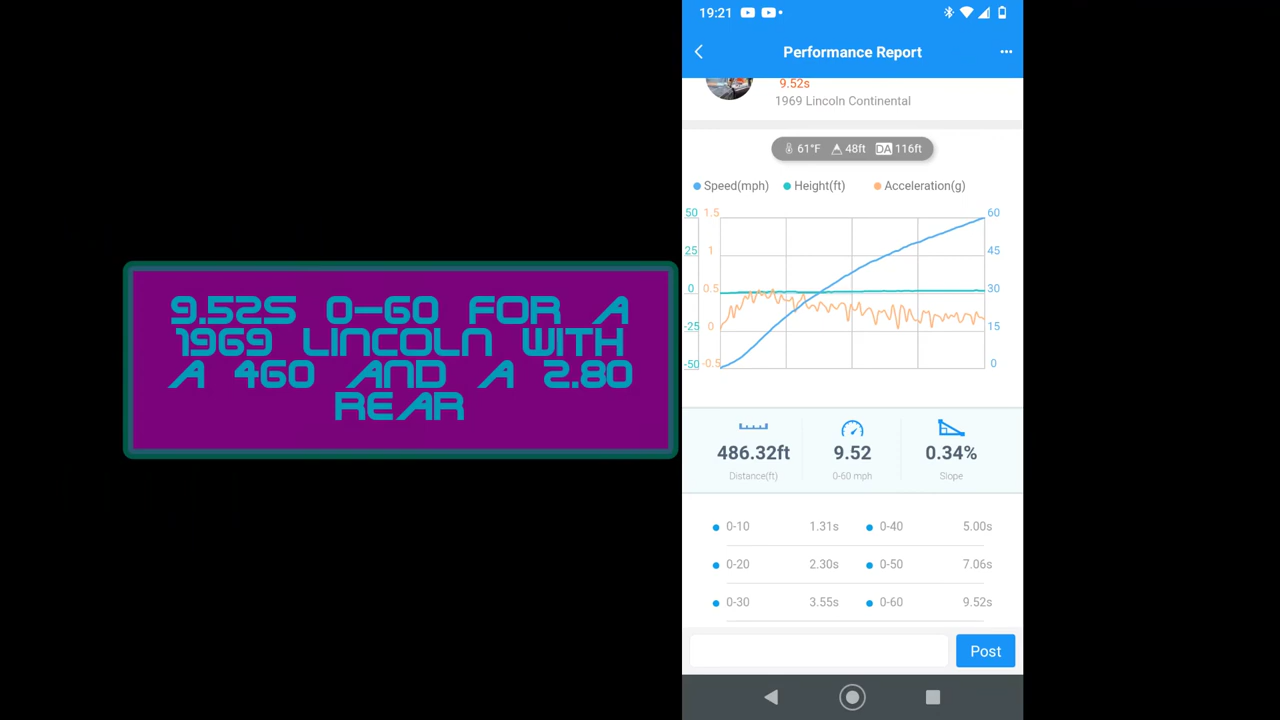 9.52S 0-60 FOR A
1969 LINCOLN WITH
A 460 AND A 2.80
REAR
19:21
Performance Report
9.52s
1969 Lincoln Continental
61°F 48ft DA 116ft
Speed(mph) Height(ft) Acceleration(g)
50 1.5 60
25 1 45
0 0.5 30
-25 0 15
-50 -0.5 0
486.32ft 9.52 0.34%
Distance(ft) 0-60 mph Slope
0-10 1.31s 0-40 5.00s
0-20 2.30s 0-50 7.06s
0-30 3.55s 0-60 9.52s
Post